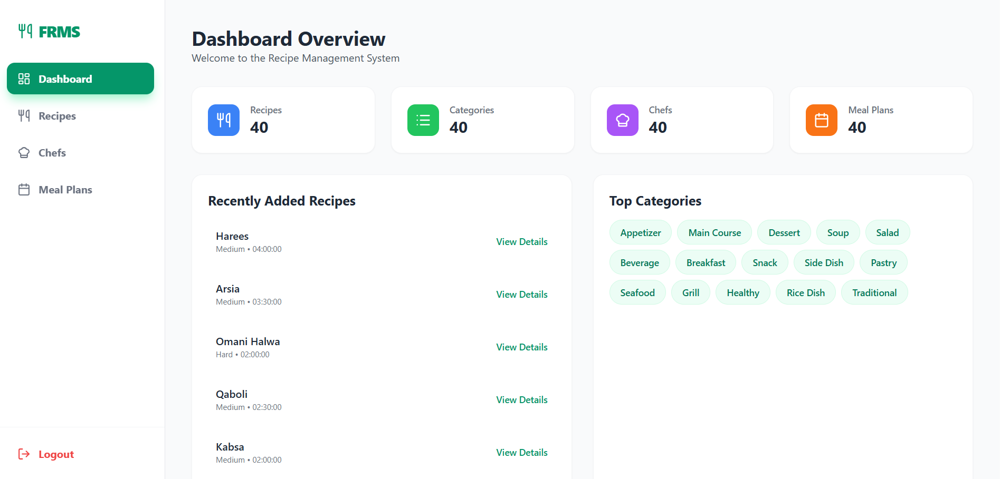 FRMS
Dashboard
Recipes
Chefs
Meal Plans
Logout
Dashboard Overview
Welcome to the Recipe Management System
Recipes
40
Categories
40
Chefs
40
Meal Plans
40
Recently Added Recipes
Harees
Medium • 04:00:00
View Details
Arsia
Medium • 03:30:00
View Details
Omani Halwa
Hard • 02:00:00
View Details
Qaboli
Medium • 02:30:00
View Details
Kabsa
Medium • 02:00:00
View Details
Top Categories
Appetizer Main Course Dessert Soup Salad
Beverage Breakfast Snack Side Dish Pastry
Seafood Grill Healthy Rice Dish Traditional